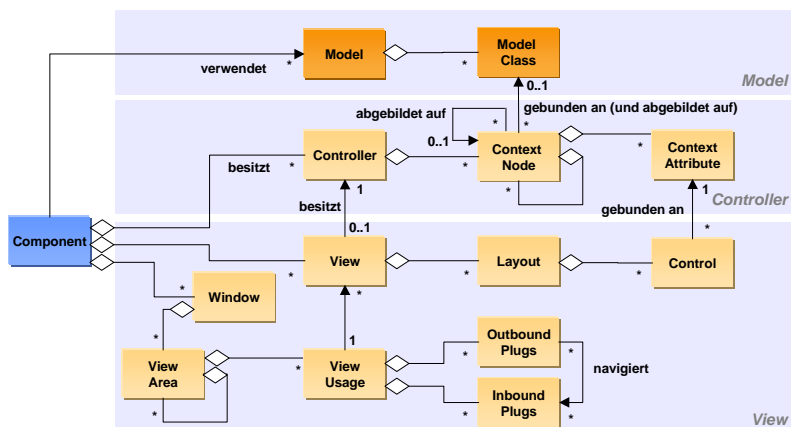 Model
Model
Class
verwendet
*
*
0..1
Model
abgebildet auf
*
0..1
*
gebunden an (und abgebildet auf)
Controller
Context
Node
Context
Attribute
besitzt
*
*
*
*
1
1
besitzt
gebunden an
Controller
Component
0..1
*
View
Layout
Control
*
*
*
*
Window
*
*
1
View
Area
View
Usage
Outbound
Plugs
*
*
*
navigiert
Inbound
Plugs
*
*
*
View